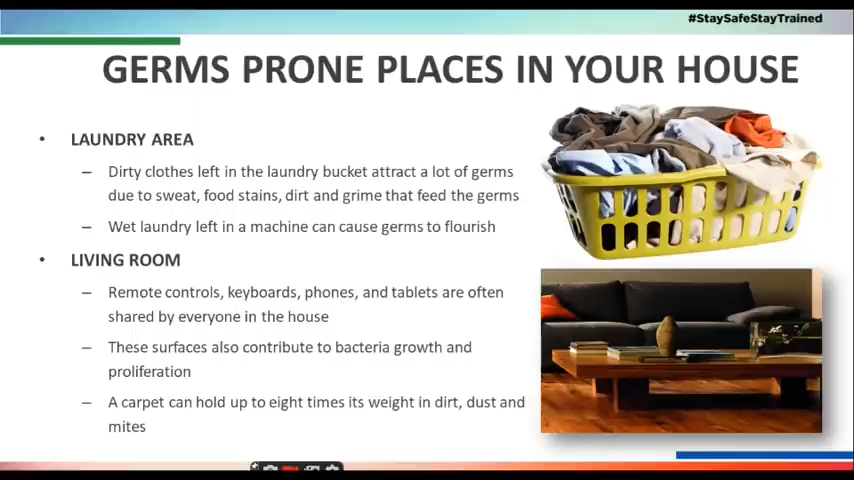 #StaySafeStayTrained
GERMS PRONE PLACES IN YOUR HOUSE
• LAUNDRY AREA
– Dirty clothes left in the laundry bucket attract a lot of germs
due to sweat, food stains, dirt and grime that feed the germs
– Wet laundry left in a machine can cause germs to flourish
• LIVING ROOM
– Remote controls, keyboards, phones, and tablets are often
shared by everyone in the house
– These surfaces also contribute to bacteria growth and
proliferation
– A carpet can hold up to eight times its weight in dirt, dust and
mites